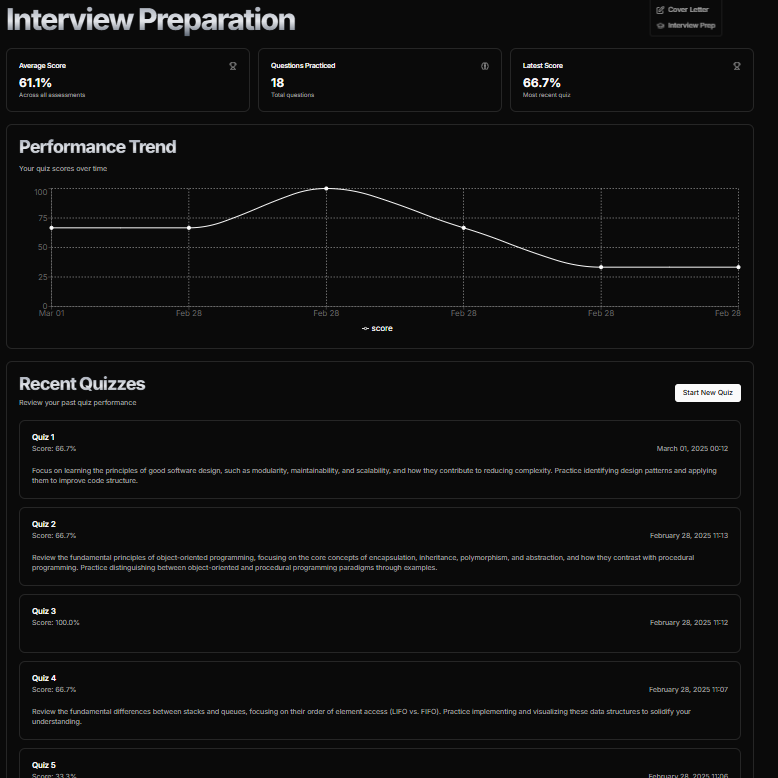 Interview Preparation
Cover Letter
Interview Prep
Average Score
61.1%
Across all assessments
Questions Practiced
18
Total questions
Latest Score
66.7%
Most recent quiz
Performance Trend
Your quiz scores over time
100
75
50
25
0
Mar 01 Feb 28 Feb 28 Feb 28 Feb 28 Feb 28
score
Recent Quizzes
Review your past quiz performance
Start New Quiz
Quiz 1
Score: 66.7%
March 01, 2025 00:12
Focus on learning the principles of good software design, such as modularity, maintainability, and scalability, and how they contribute to reducing complexity. Practice identifying design patterns and applying
them to improve code structure.
Quiz 2
Score: 66.7%
February 28, 2025 11:13
Review the fundamental principles of object-oriented programming, focusing on the core concepts of encapsulation, inheritance, polymorphism, and abstraction, and how they contrast with procedural
programming. Practice distinguishing between object-oriented and procedural programming paradigms through examples.
Quiz 3
Score: 100.0%
February 28, 2025 11:12
Quiz 4
Score: 66.7%
February 28, 2025 11:07
Review the fundamental differences between stacks and queues, focusing on their order of element access (LIFO vs. FIFO). Practice implementing and visualizing these data structures to solidify your
understanding.
Quiz 5
Score: 33.3%
February 28, 2025 11:06